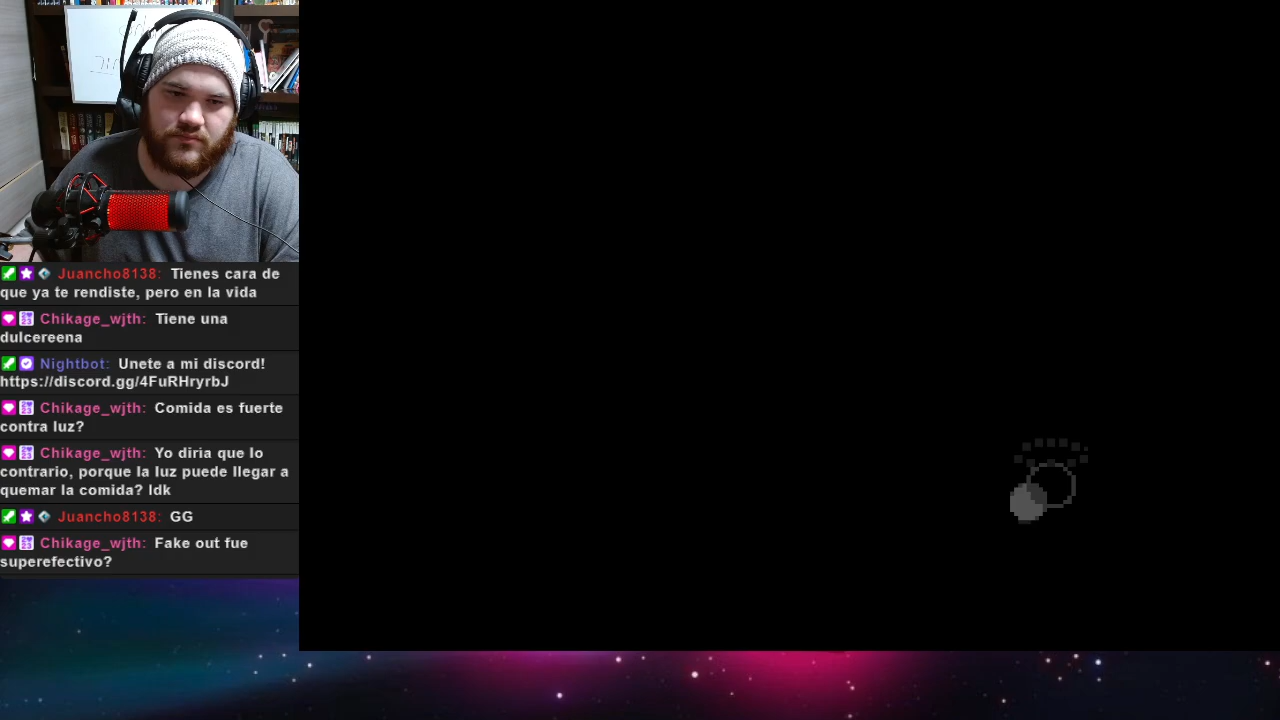 Juancho8138: Tienes cara de
que ya te rendiste, pero en la vida
Chikage_wjth: Tiene una
dulcereena
Nightbot: Unete a mi discord!
https://discord.gg/4FuRHryrbJ
Chikage_wjth: Comida es fuerte
contra luz?
Chikage_wjth: Yo diria que lo
contrario, porque la luz puede llegar a
quemar la comida? Idk
Juancho8138: GG
Chikage_wjth: Fake out fue
superefectivo?